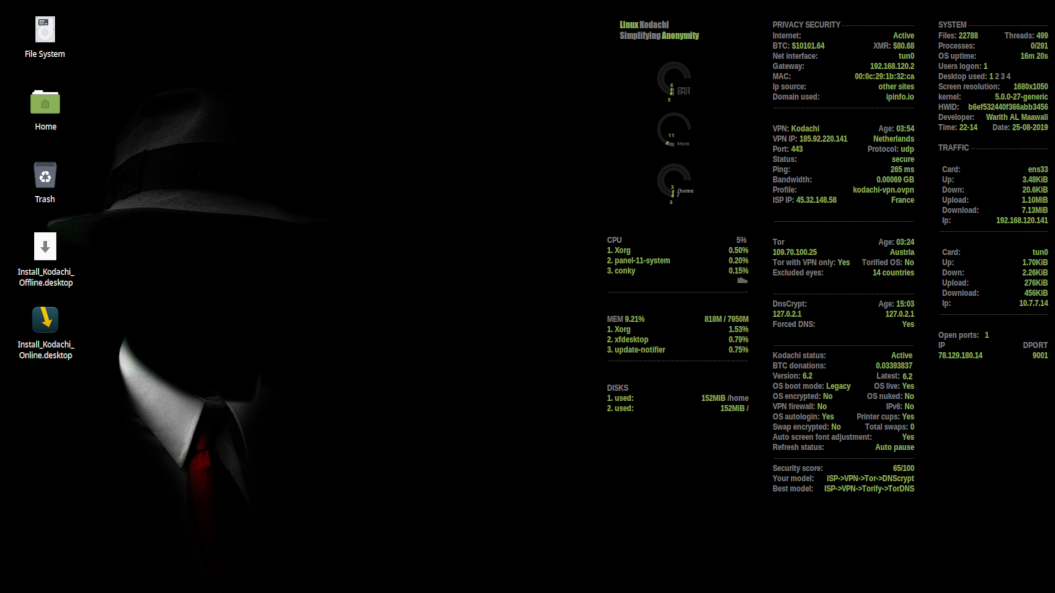 File System
Home
Trash
Install_Kodachi_
Offline.desktop
Install_Kodachi_
Online.desktop
Linux Kodachi
Simplifying Anonymity
/home
CPU 5%
1. Xorg 0.50%
2. panel-11-system 0.20%
3. conky 0.15%
MEM 9.21% 818M / 7950M
1. Xorg 1.53%
2. xfdesktop 0.79%
3. update-notifier 0.75%
DISKS
1. used: 152MiB /home
2. used: 152MiB /
PRIVACY SECURITY
Internet: Active
BTC: $10101.64 XMR: $80.68
Net interface: tun0
Gateway: 192.168.120.2
MAC: 00:0c:29:1b:32:ca
Ip source: other sites
Domain used: ipinfo.io
VPN: Kodachi Age: 03:54
VPN IP: 185.92.220.141 Netherlands
Port: 443 Protocol: udp
Status: secure
Ping: 265 ms
Bandwidth: 0.00069 GB
Profile: kodachi-vpn.ovpn
ISP IP: 45.32.148.58 France
Tor Age: 03:24
109.70.100.25 Austria
Tor with VPN only: Yes Torified OS: No
Excluded eyes: 14 countries
DnsCrypt: Age: 15:03
127.0.2.1 127.0.2.1
Forced DNS: Yes
Kodachi status: Active
BTC donations: 0.03393837
Version: 6.2 Latest: 6.2
OS boot mode: Legacy OS live: Yes
OS encrypted: No OS nuked: No
VPN firewall: No IPv6: No
OS autologin: Yes Printer cups: Yes
Swap encrypted: No Total swaps: 0
Auto screen font adjustment: Yes
Refresh status: Auto pause
Security score: 65/100
Your model: ISP->VPN->Tor->DNScrypt
Best model: ISP->VPN->Torify->TorDNS
SYSTEM
Files: 22788 Threads: 499
Processes: 0/291
OS uptime: 16m 20s
Users logon: 1
Desktop used: 1 2 3 4
Screen resolution: 1680x1050
kernel: 5.0.0-27-generic
HWID: b6ef532440f366abb3456
Developer: Warith AL Maawali
Time: 22-14 Date: 25-08-2019
TRAFFIC
Card: ens33
Up: 3.48KiB
Down: 20.6KiB
Upload: 1.10MiB
Download: 7.13MiB
Ip: 192.168.120.141
Card: tun0
Up: 1.70KiB
Down: 2.26KiB
Upload: 276KiB
Download: 456KiB
Ip: 10.7.7.14
Open ports: 1
IP DPORT
78.129.180.14 9001